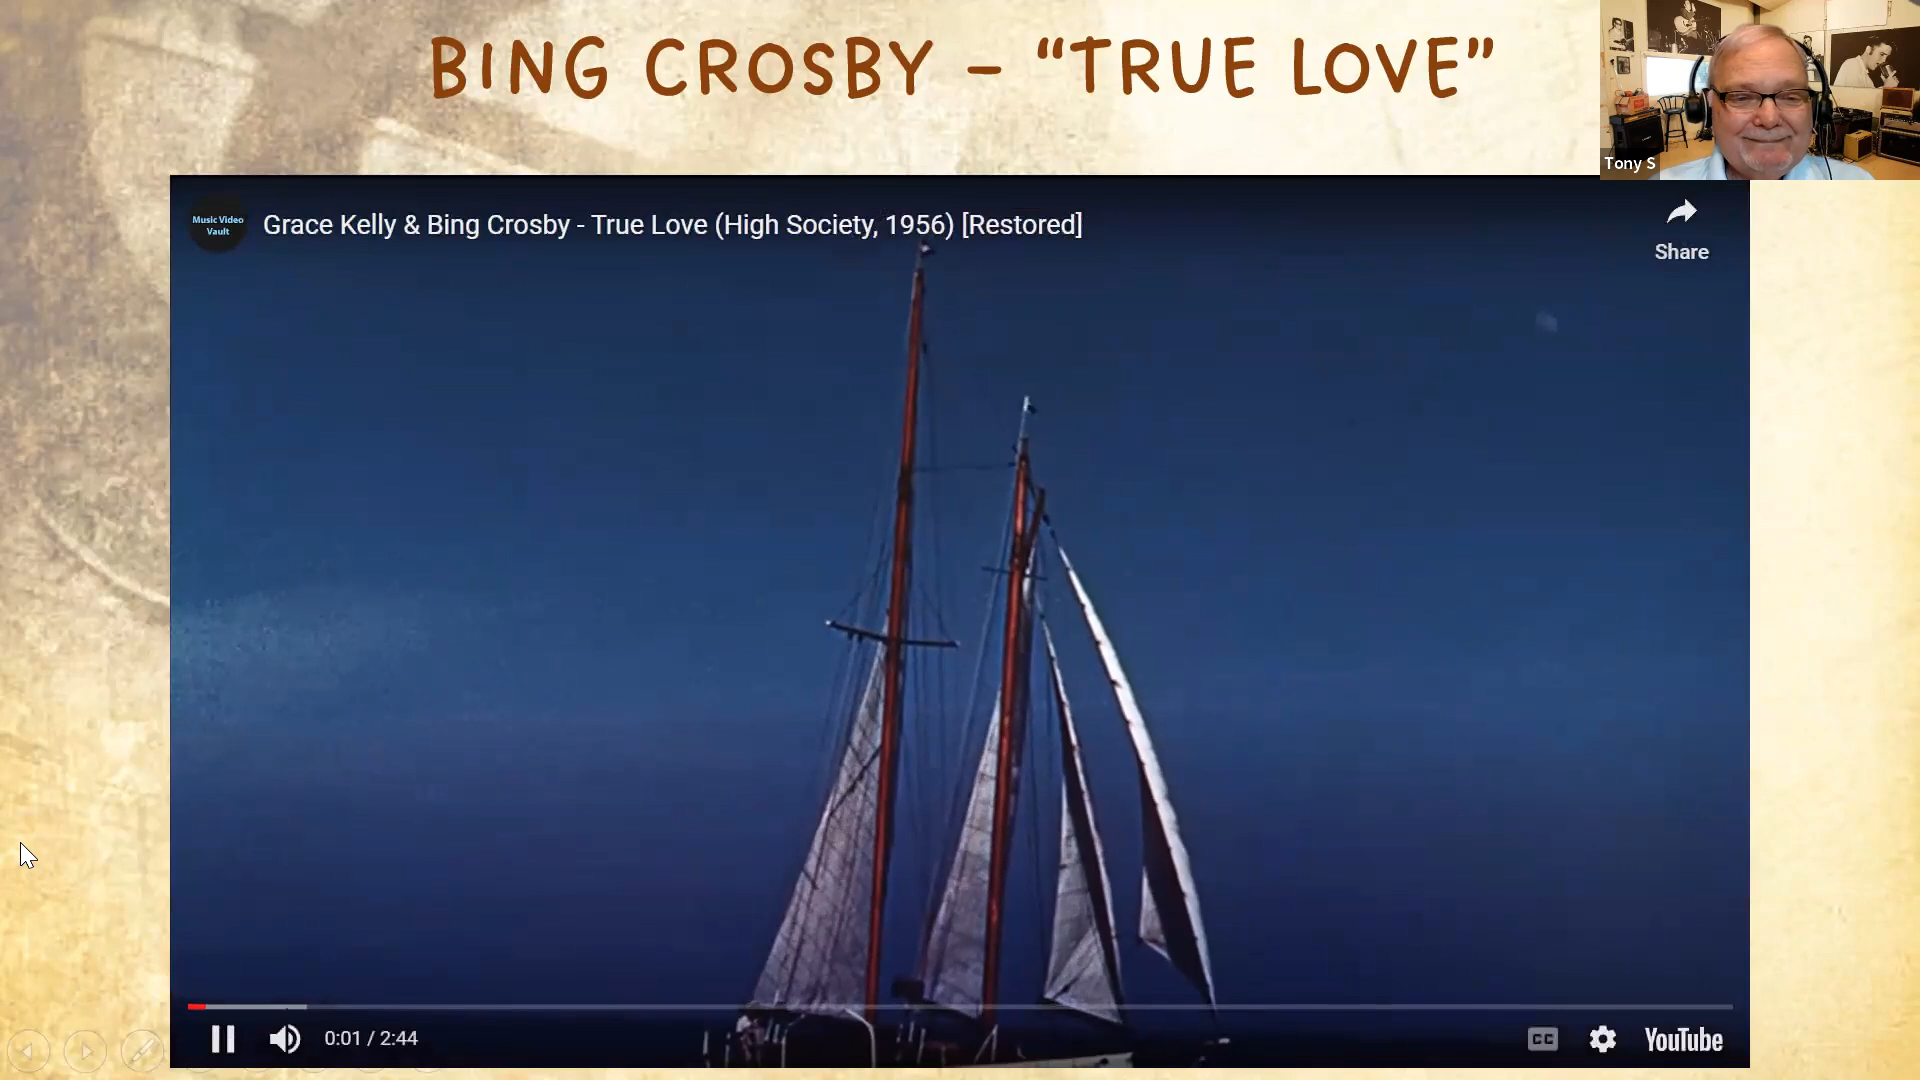 BING CROSBY – “TRUE LOVE”
Tony S
Music Video
Vault
Grace Kelly & Bing Crosby - True Love (High Society, 1956) [Restored]
Share
0:01 / 2:44
CC
YouTube